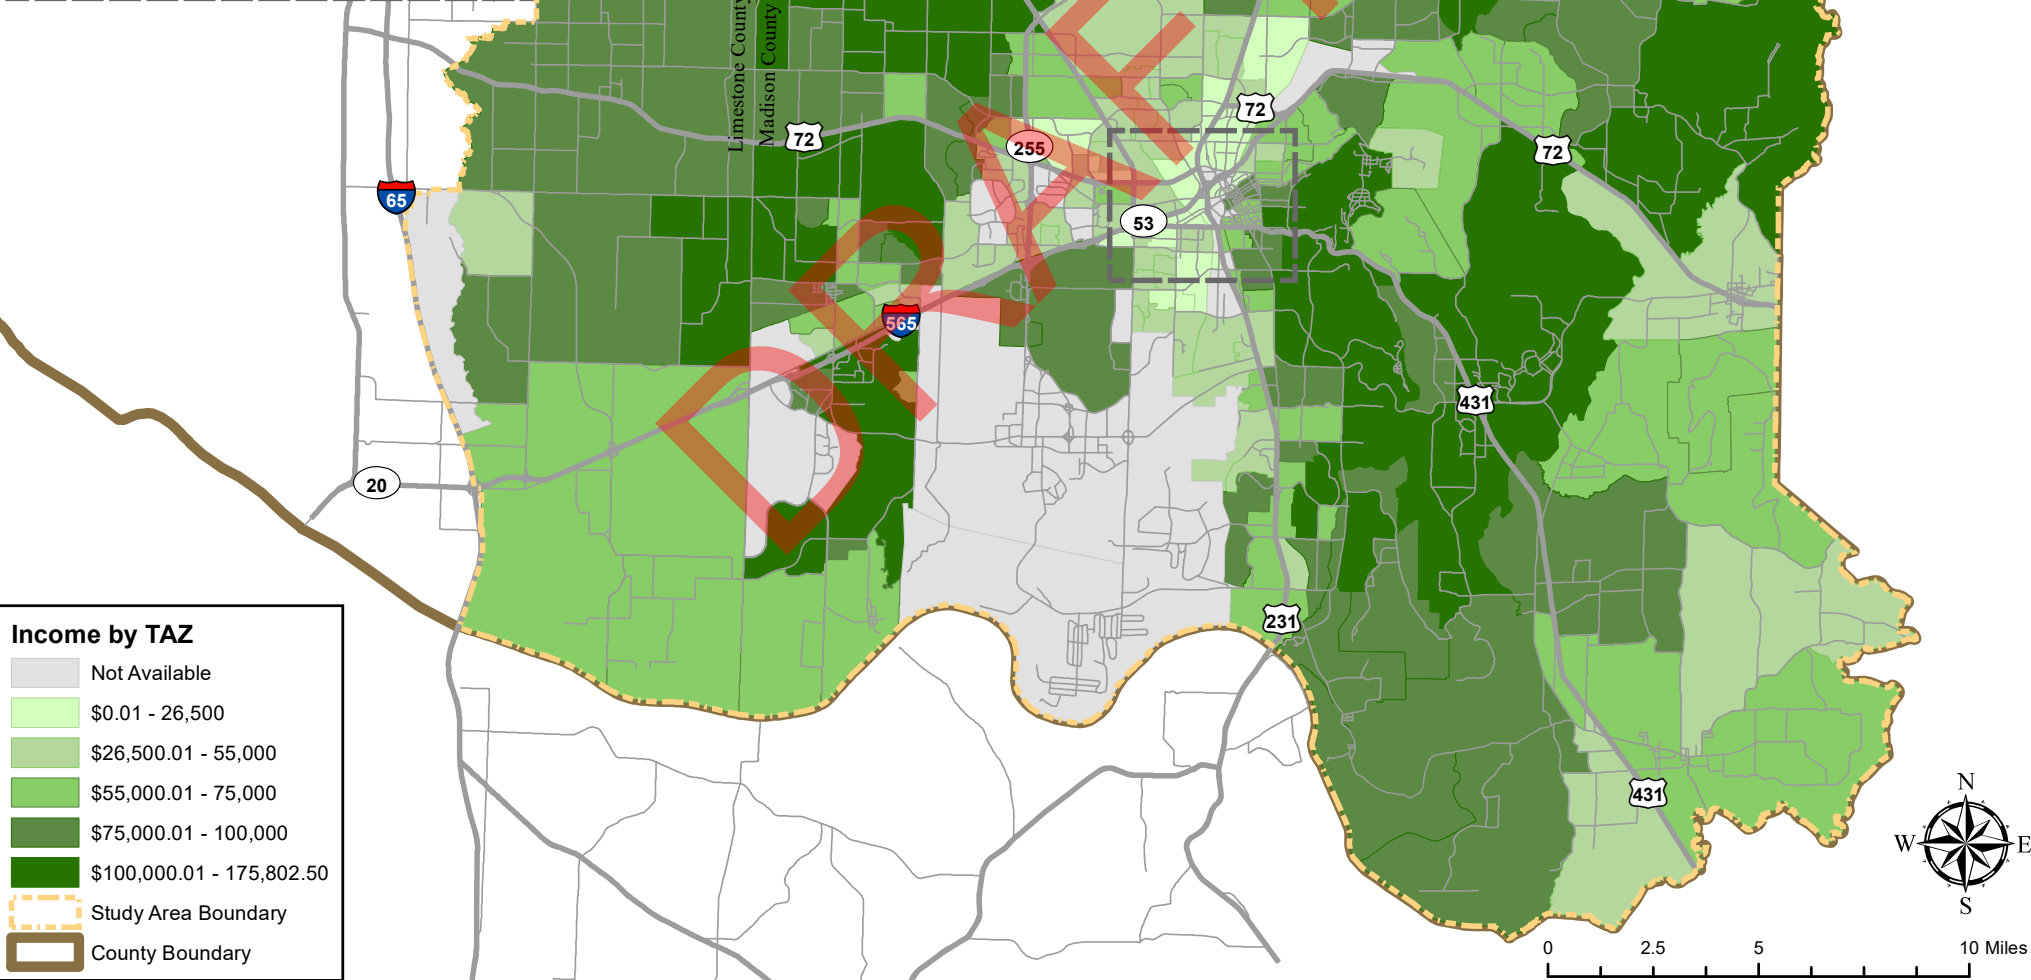 Limestone County
Madison County
72
72
255
72
65
53
565
431
20
231
431
DRAFT
Income by TAZ
Not Available
$0.01 - 26,500
$26,500.01 - 55,000
$55,000.01 - 75,000
$75,000.01 - 100,000
$100,000.01 - 175,802.50
Study Area Boundary
County Boundary
N
W E
S
0 2.5 5 10 Miles